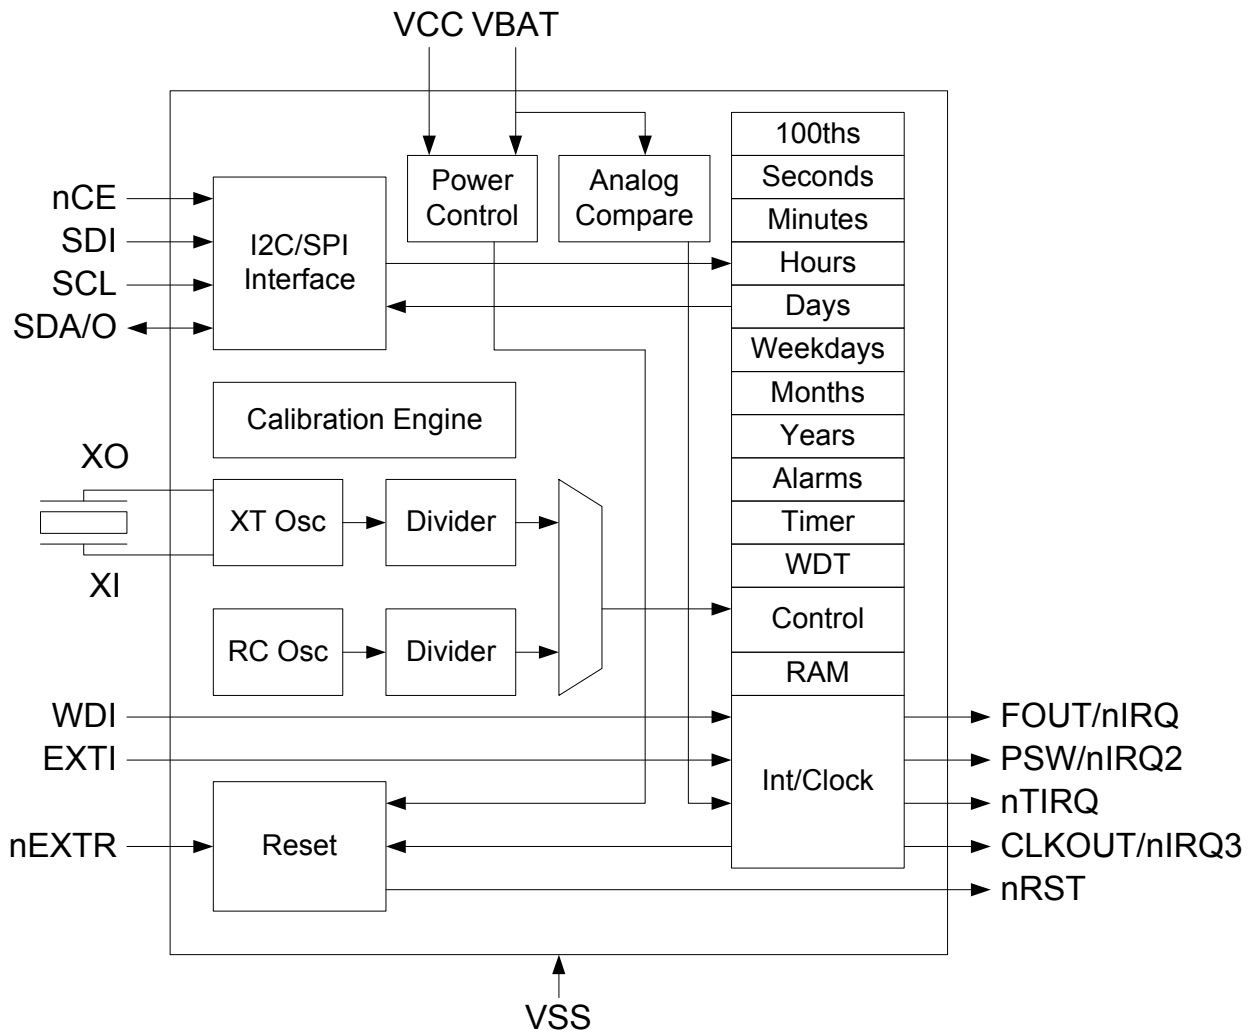 VCC VBAT
100ths
Power
Control
Analog
Compare
Seconds
nCE
Minutes
SDI
I2C/SPI
Interface
Hours
SCL
Days
SDA/O
Weekdays
Months
Calibration Engine
Years
XO
Alarms
XT Osc
Divider
Timer
WDT
XI
Control
RC Osc
Divider
RAM
WDI
FOUT/nIRQ
EXTI
PSW/nIRQ2
Int/Clock
nTIRQ
nEXTR
Reset
CLKOUT/nIRQ3
nRST
VSS